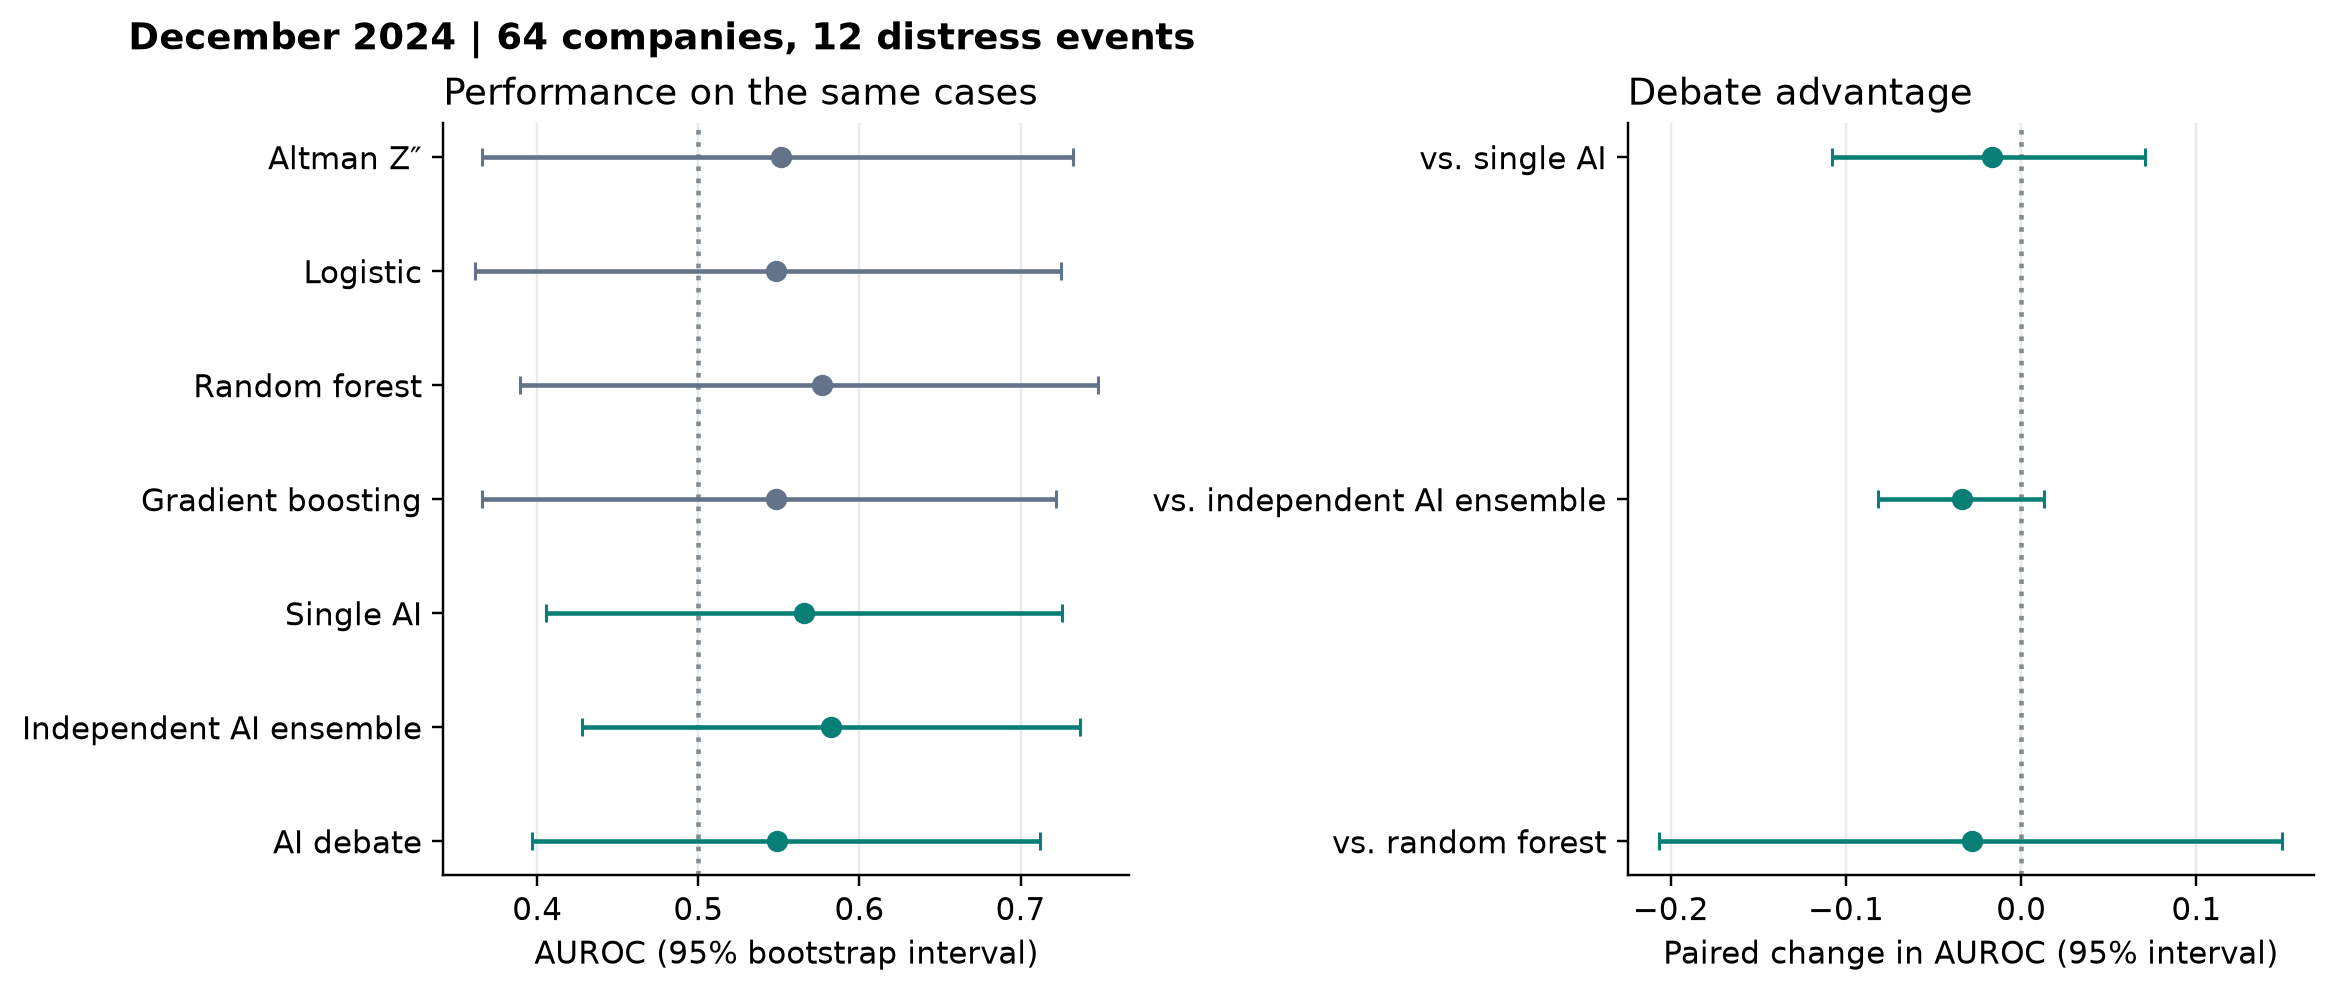 December 2024 | 64 companies, 12 distress events
Performance on the same cases
Altman Z″
Logistic
Random forest
Gradient boosting
Single AI
Independent AI ensemble
AI debate
0.4 0.5 0.6 0.7
AUROC (95% bootstrap interval)
Debate advantage
vs. single AI
vs. independent AI ensemble
vs. random forest
−0.2 −0.1 0.0 0.1
Paired change in AUROC (95% interval)